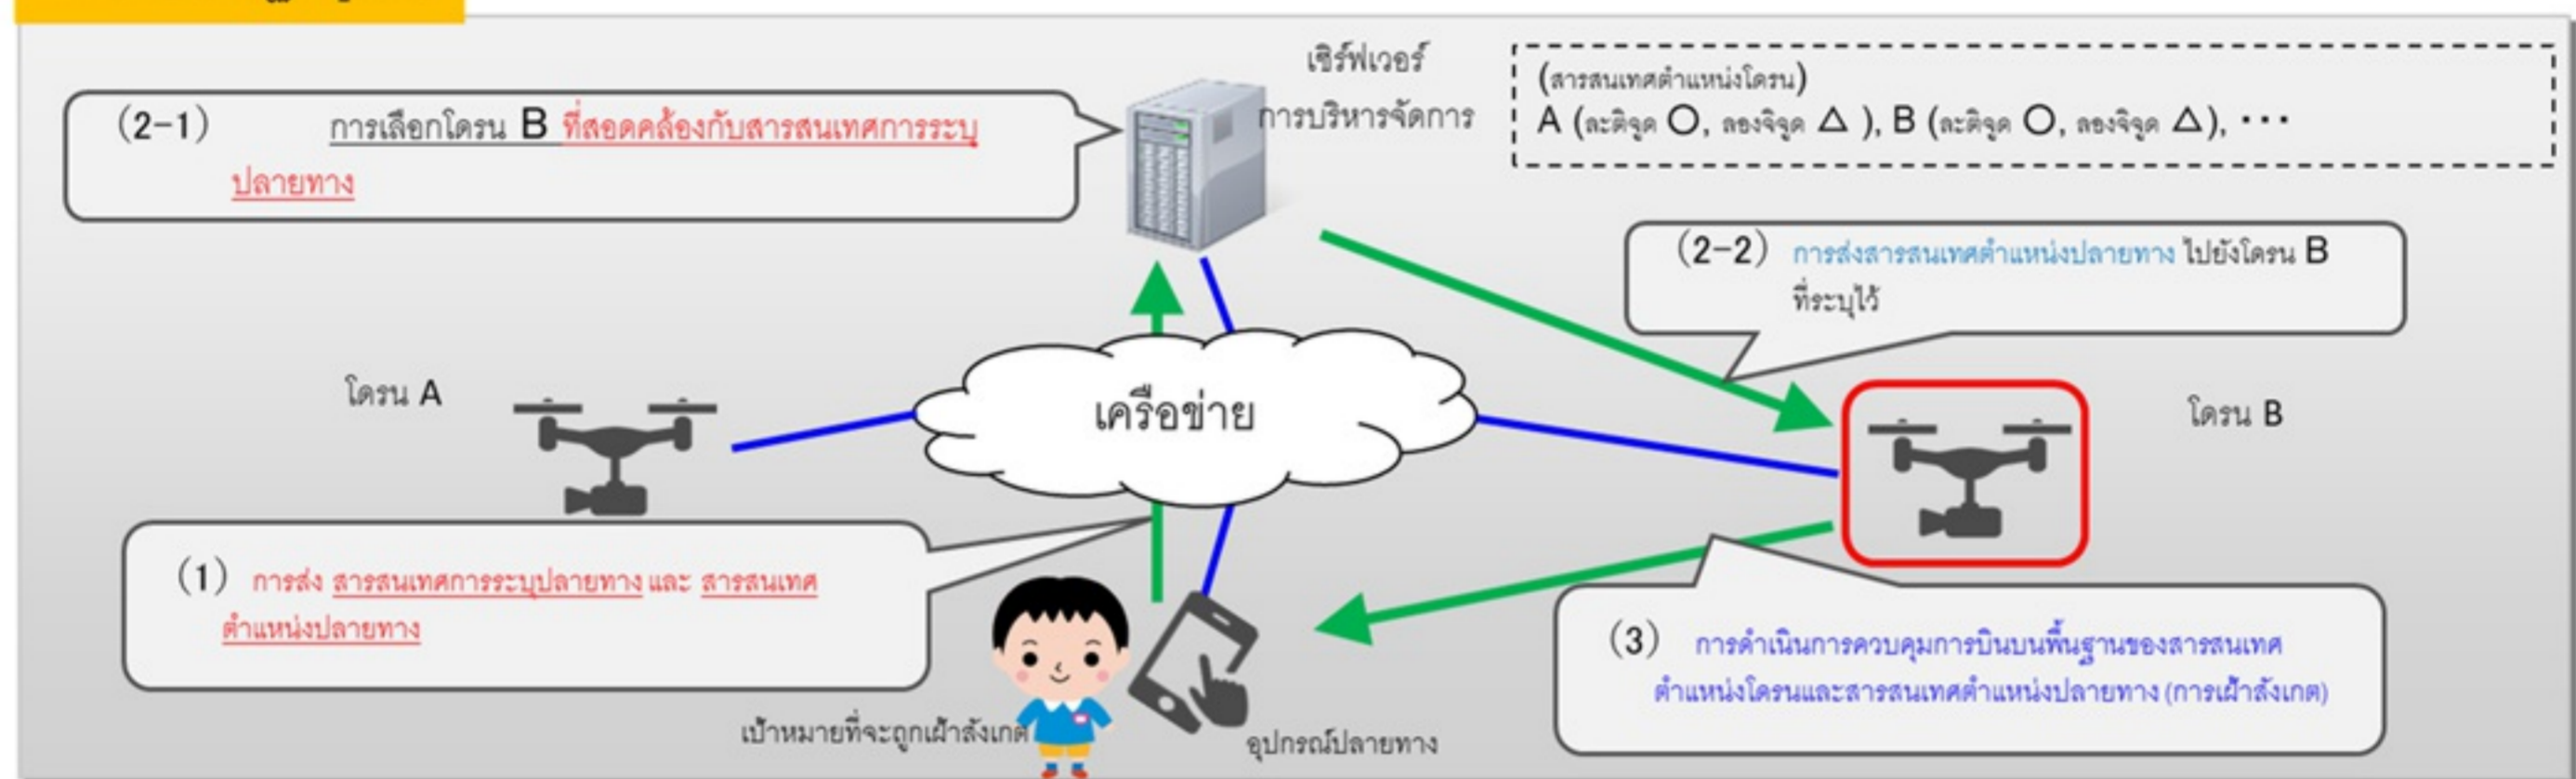 เซิร์ฟเวอร์
การบริหารจัดการ
(สารสนเทศตำแหน่งโดรน)
A (ละติจูด ○, ลองจิจูด △ ), B (ละติจูด ○, ลองจิจูด △), ･･･
(2-1) การเลือกโดรน B ที่สอดคล้องกับสารสนเทศการระบุ
ปลายทาง
(2-2) การส่งสารสนเทศตำแหน่งปลายทาง ไปยังโดรน B
ที่ระบุไว้
โดรน A
เครือข่าย
โดรน B
(1) การส่ง สารสนเทศการระบุปลายทาง และ สารสนเทศ
ตำแหน่งปลายทาง
(3) การดำเนินการควบคุมการบินบนพื้นฐานของสารสนเทศ
ตำแหน่งโดรนและสารสนเทศตำแหน่งปลายทาง (การเฝ้าสังเกต)
เป้าหมายที่จะถูกเฝ้าสังเกต
อุปกรณ์ปลายทาง